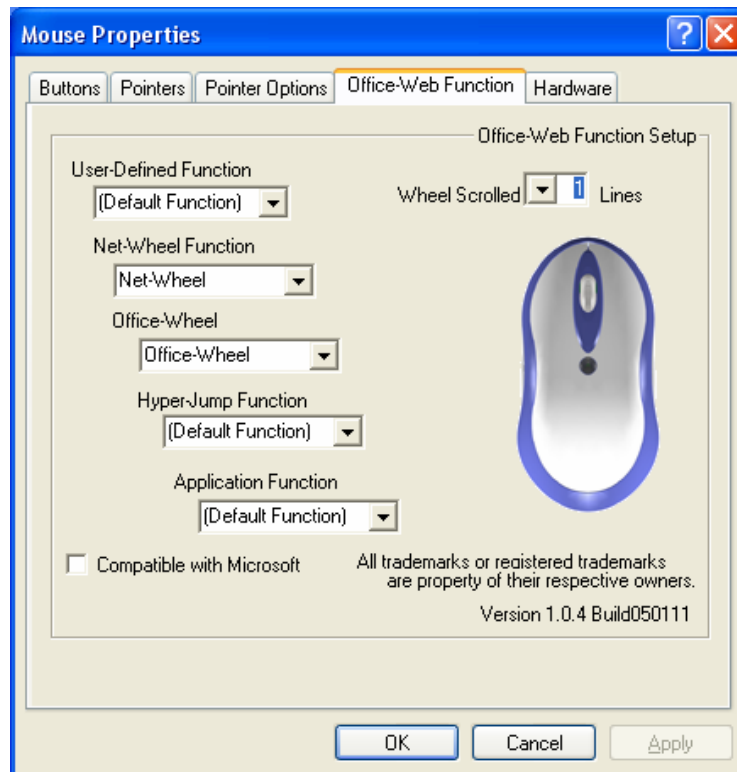 Mouse Properties
Buttons Pointers Pointer Options Office-Web Function Hardware
Office-Web Function Setup
User-Defined Function
(Default Function)
Wheel Scrolled 1 Lines
Net-Wheel Function
Net-Wheel
Office-Wheel
Office-Wheel
Hyper-Jump Function
(Default Function)
Application Function
(Default Function)
Compatible with Microsoft
All trademarks or registered trademarks
are property of their respective owners.
Version 1.0.4 Build050111
OK Cancel Apply